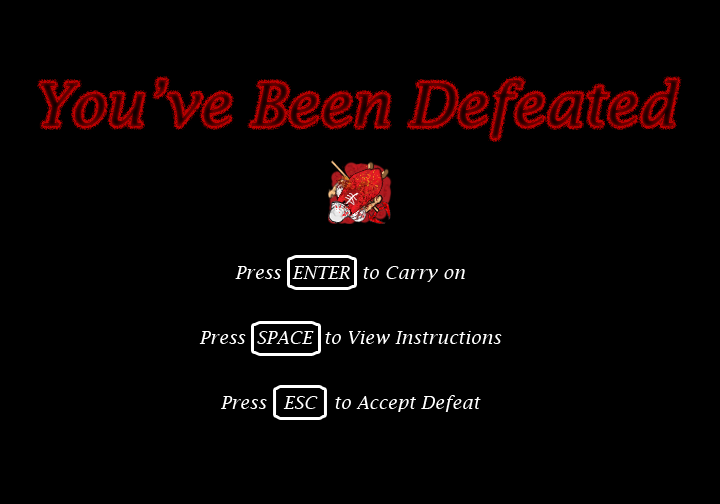 You've Been Defeated
Press ENTER to Carry on
Press SPACE to View Instructions
Press ESC to Accept Defeat